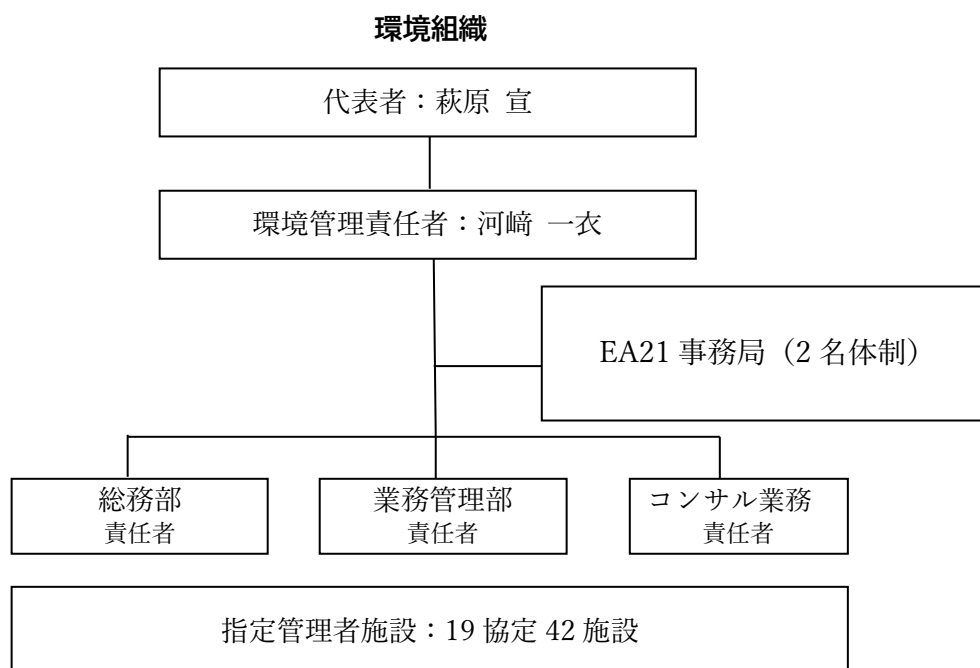 環境組織
代表者：萩原 宣
環境管理責任者：河﨑 一衣
EA21 事務局（2 名体制）
総務部
責任者
業務管理部
責任者
コンサル業務
責任者
指定管理者施設：19 協定 42 施設